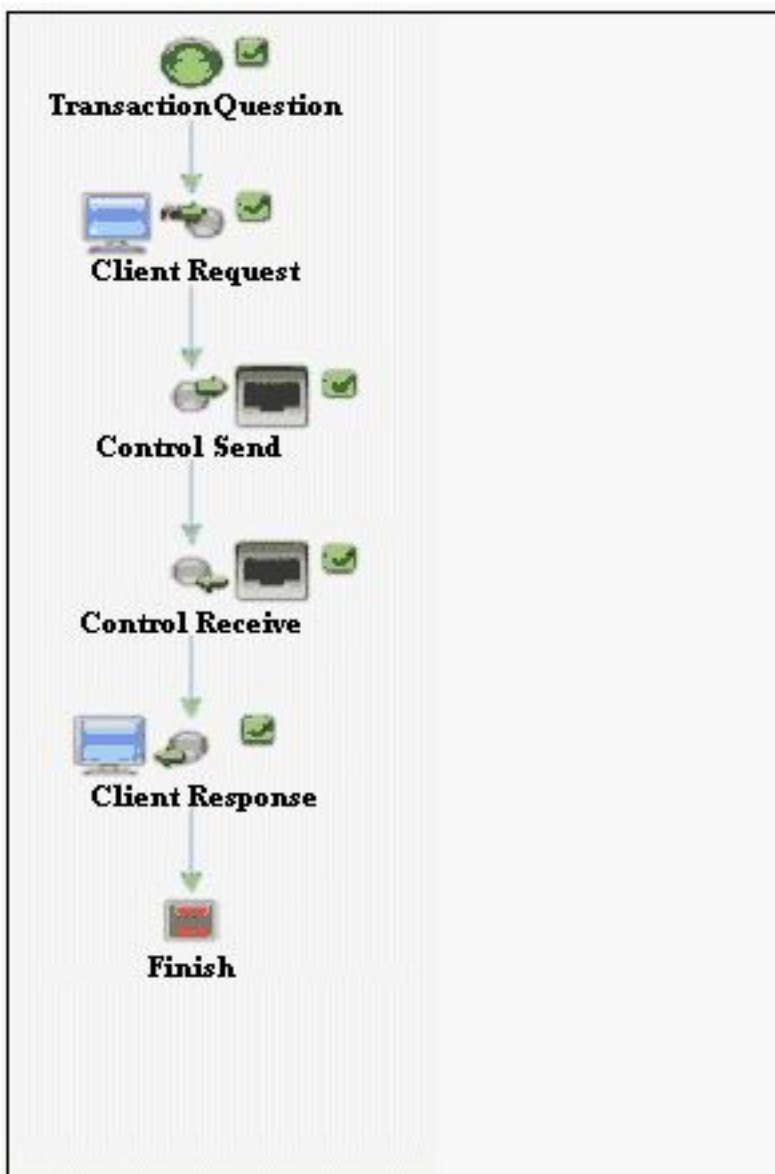 TransactionQuestion
Client Request
Control Send
Control Receive
Client Response
Finish